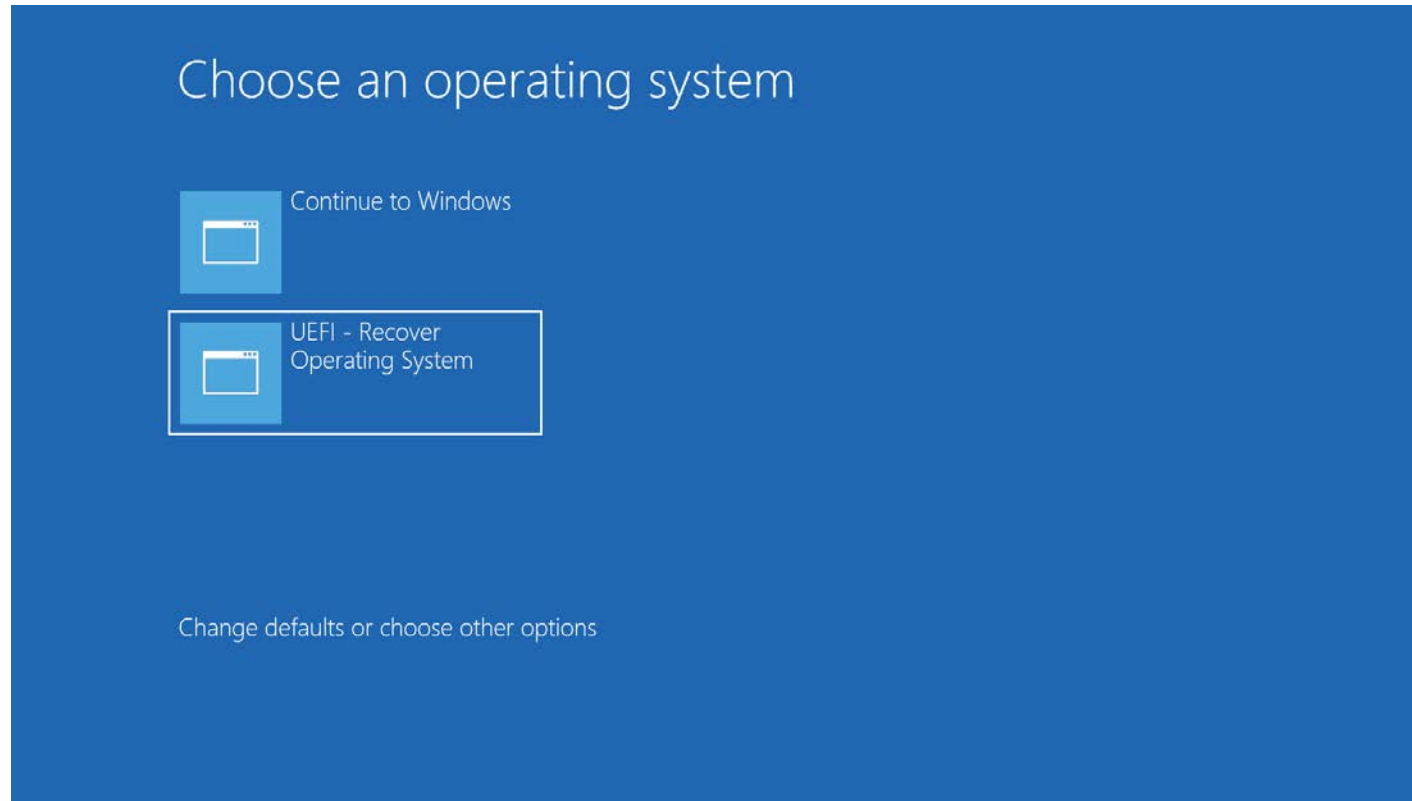 Choose an operating system
Continue to Windows
UEFI - Recover
Operating System
Change defaults or choose other options